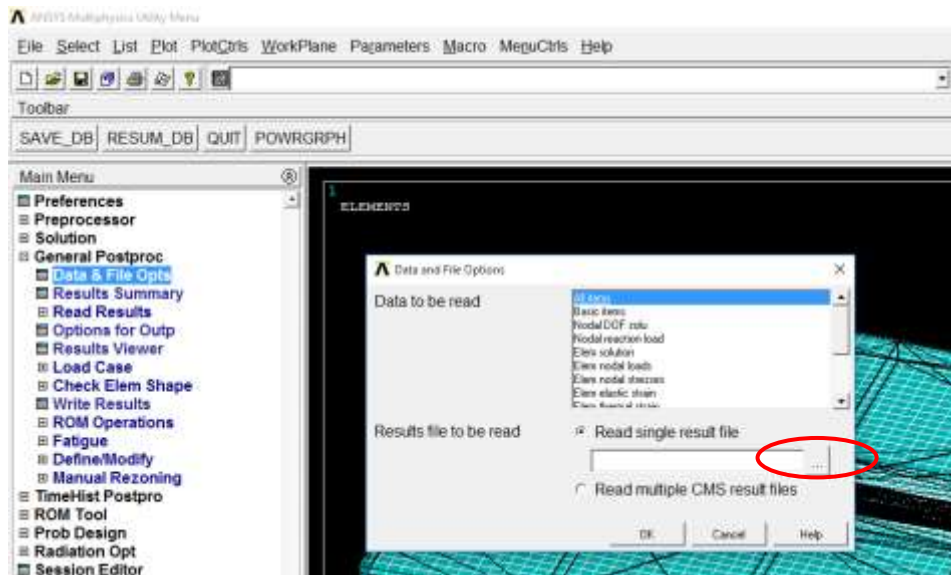 ANSYS Multiphysics Utility Menu
File Select List Plot PlotCtrls WorkPlane Parameters Macro MenuCtrls Help
Toolbar
SAVE_DB RESUM_DB QUIT POWRGRPH
Main Menu
Preferences
Preprocessor
Solution
General Postproc
Data & File Opts
Results Summary
Read Results
Options for Outp
Results Viewer
Load Case
Check Elem Shape
Write Results
ROM Operations
Fatigue
Define/Modify
Manual Rezoning
TimeHist Postpro
ROM Tool
Prob Design
Radiation Opt
Session Editor
1
ELEMENTS
Data and File Options
Data to be read
All items
Basic items
Nodal DOF solu
Nodal reaction load
Elem solution
Elem nodal loads
Elem nodal stresses
Elem elastic strain
Elem thermal strain
Results file to be read
Read single result file
...
Read multiple CMS result files
OK Cancel Help